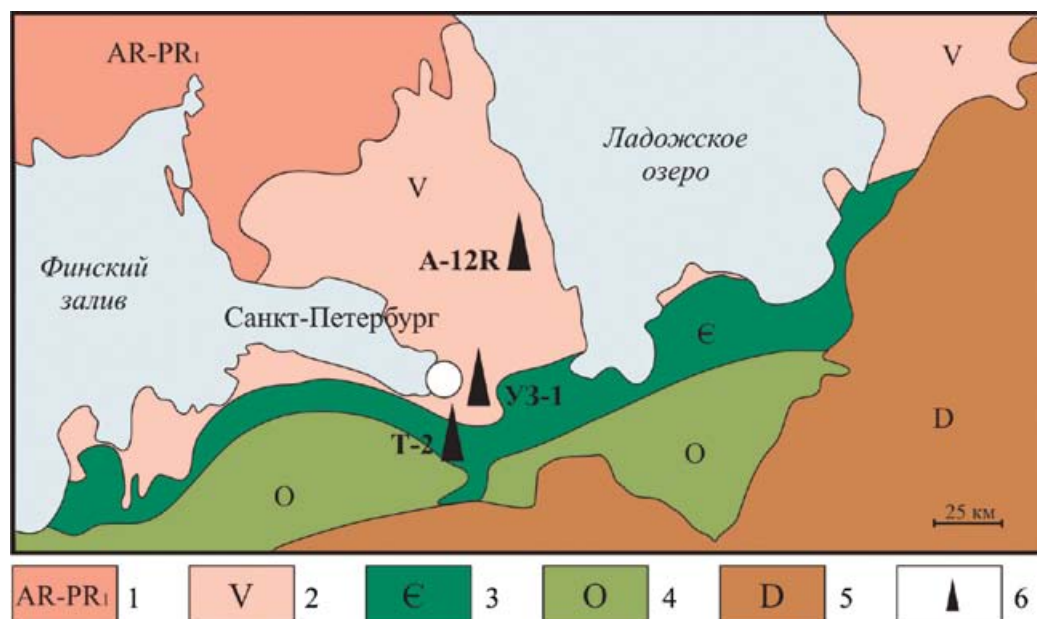 AR-PR1
V
Ладожское
озеро
V
Финский
залив
А-12R
Санкт-Петербург
Є
УЗ-1
Т-2
D
O
O
25 км
AR-PR1 1
V 2
Є 3
O 4
D 5
6